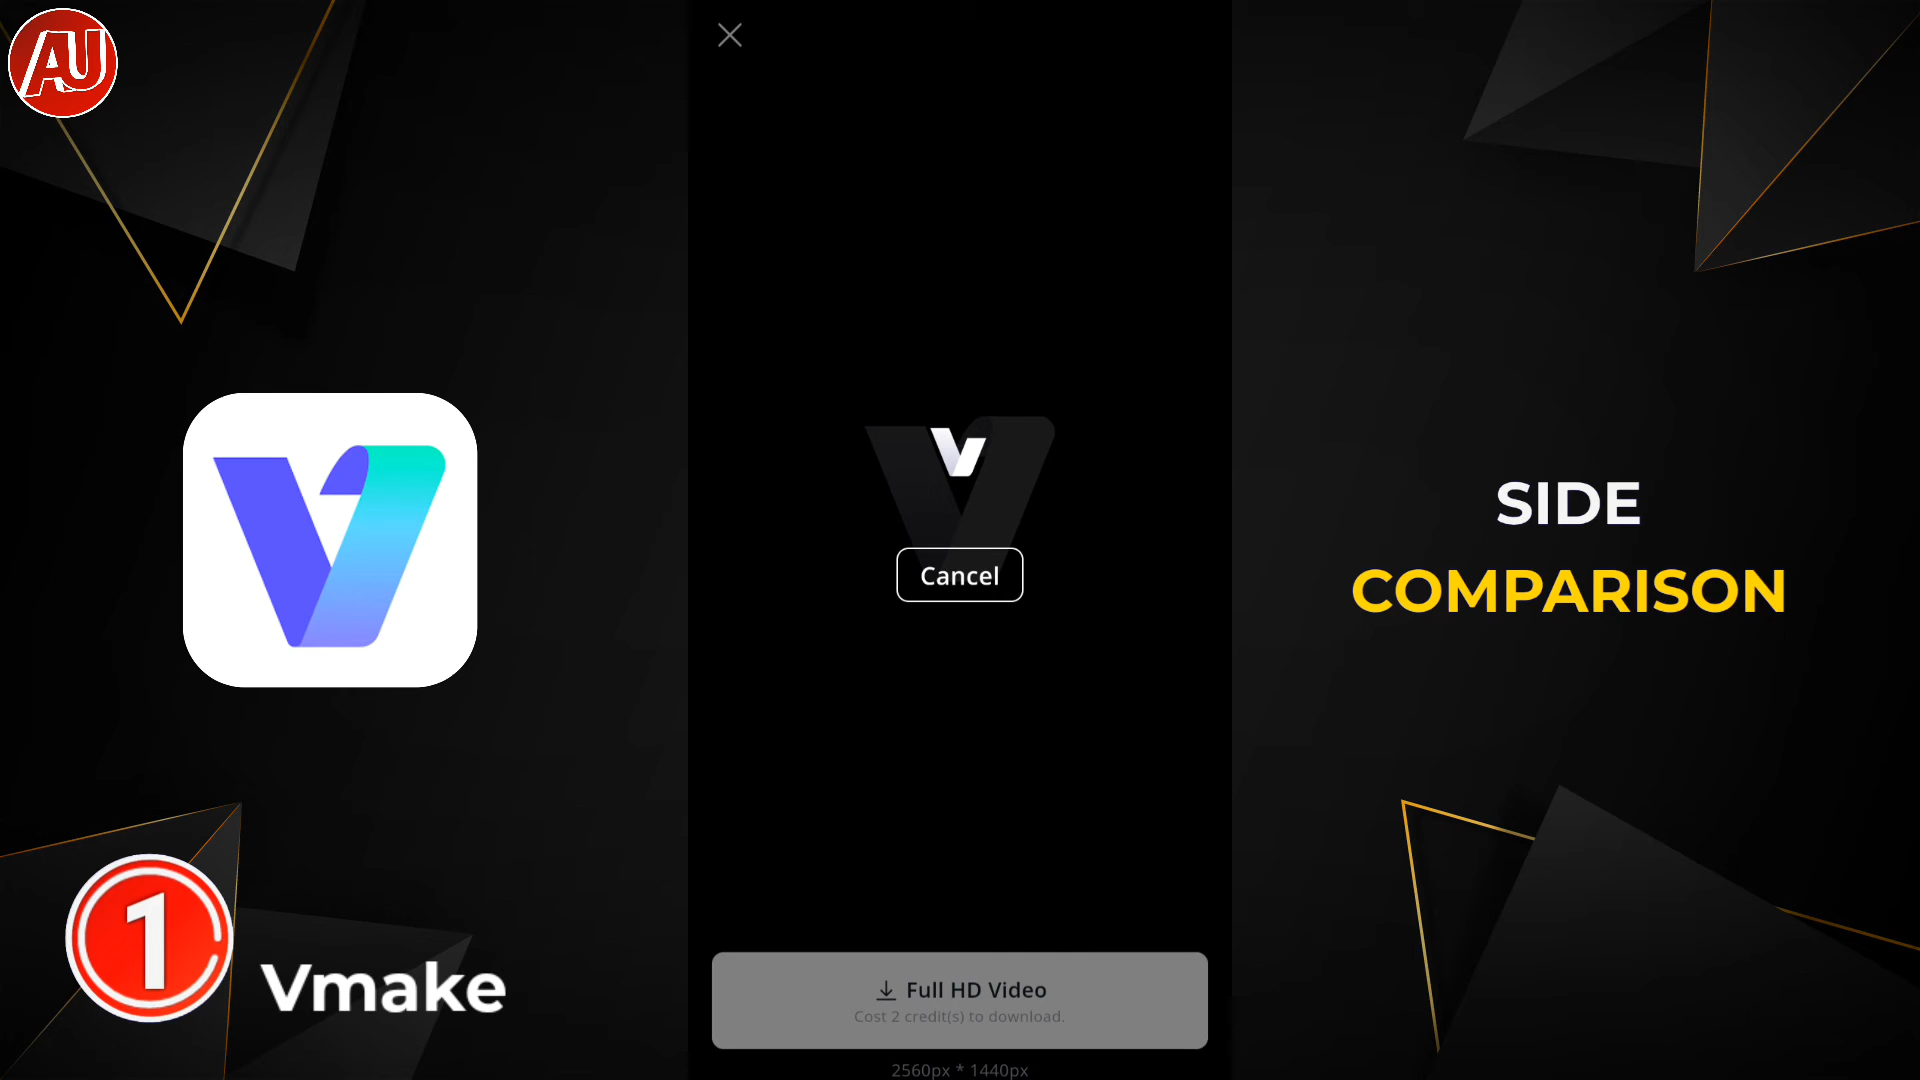 AU
Cancel
SIDE
COMPARISON
1
Vmake
Full HD Video
Cost 2 credit(s) to download.
2560px * 1440px